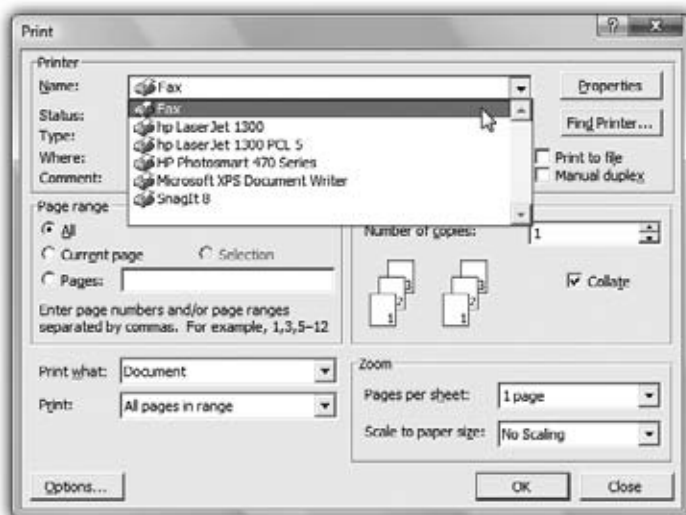 Print
Printer
Name:
Fax
Properties
Fax
hp LaserJet 1300
hp LaserJet 1300 PCL 5
HP Photosmart 470 Series
Microsoft XPS Document Writer
SnagIt 8
Status:
Type:
Where:
Comment:
Find Printer...
Print to file
Manual duplex
Page range
All
Current page
Selection
Pages:
Enter page numbers and/or page ranges
separated by commas. For example, 1,3,5–12
Number of copies:
1
Collate
Print what:
Document
Print:
All pages in range
Zoom
Pages per sheet:
1 page
Scale to paper size:
No Scaling
Options...
OK
Close